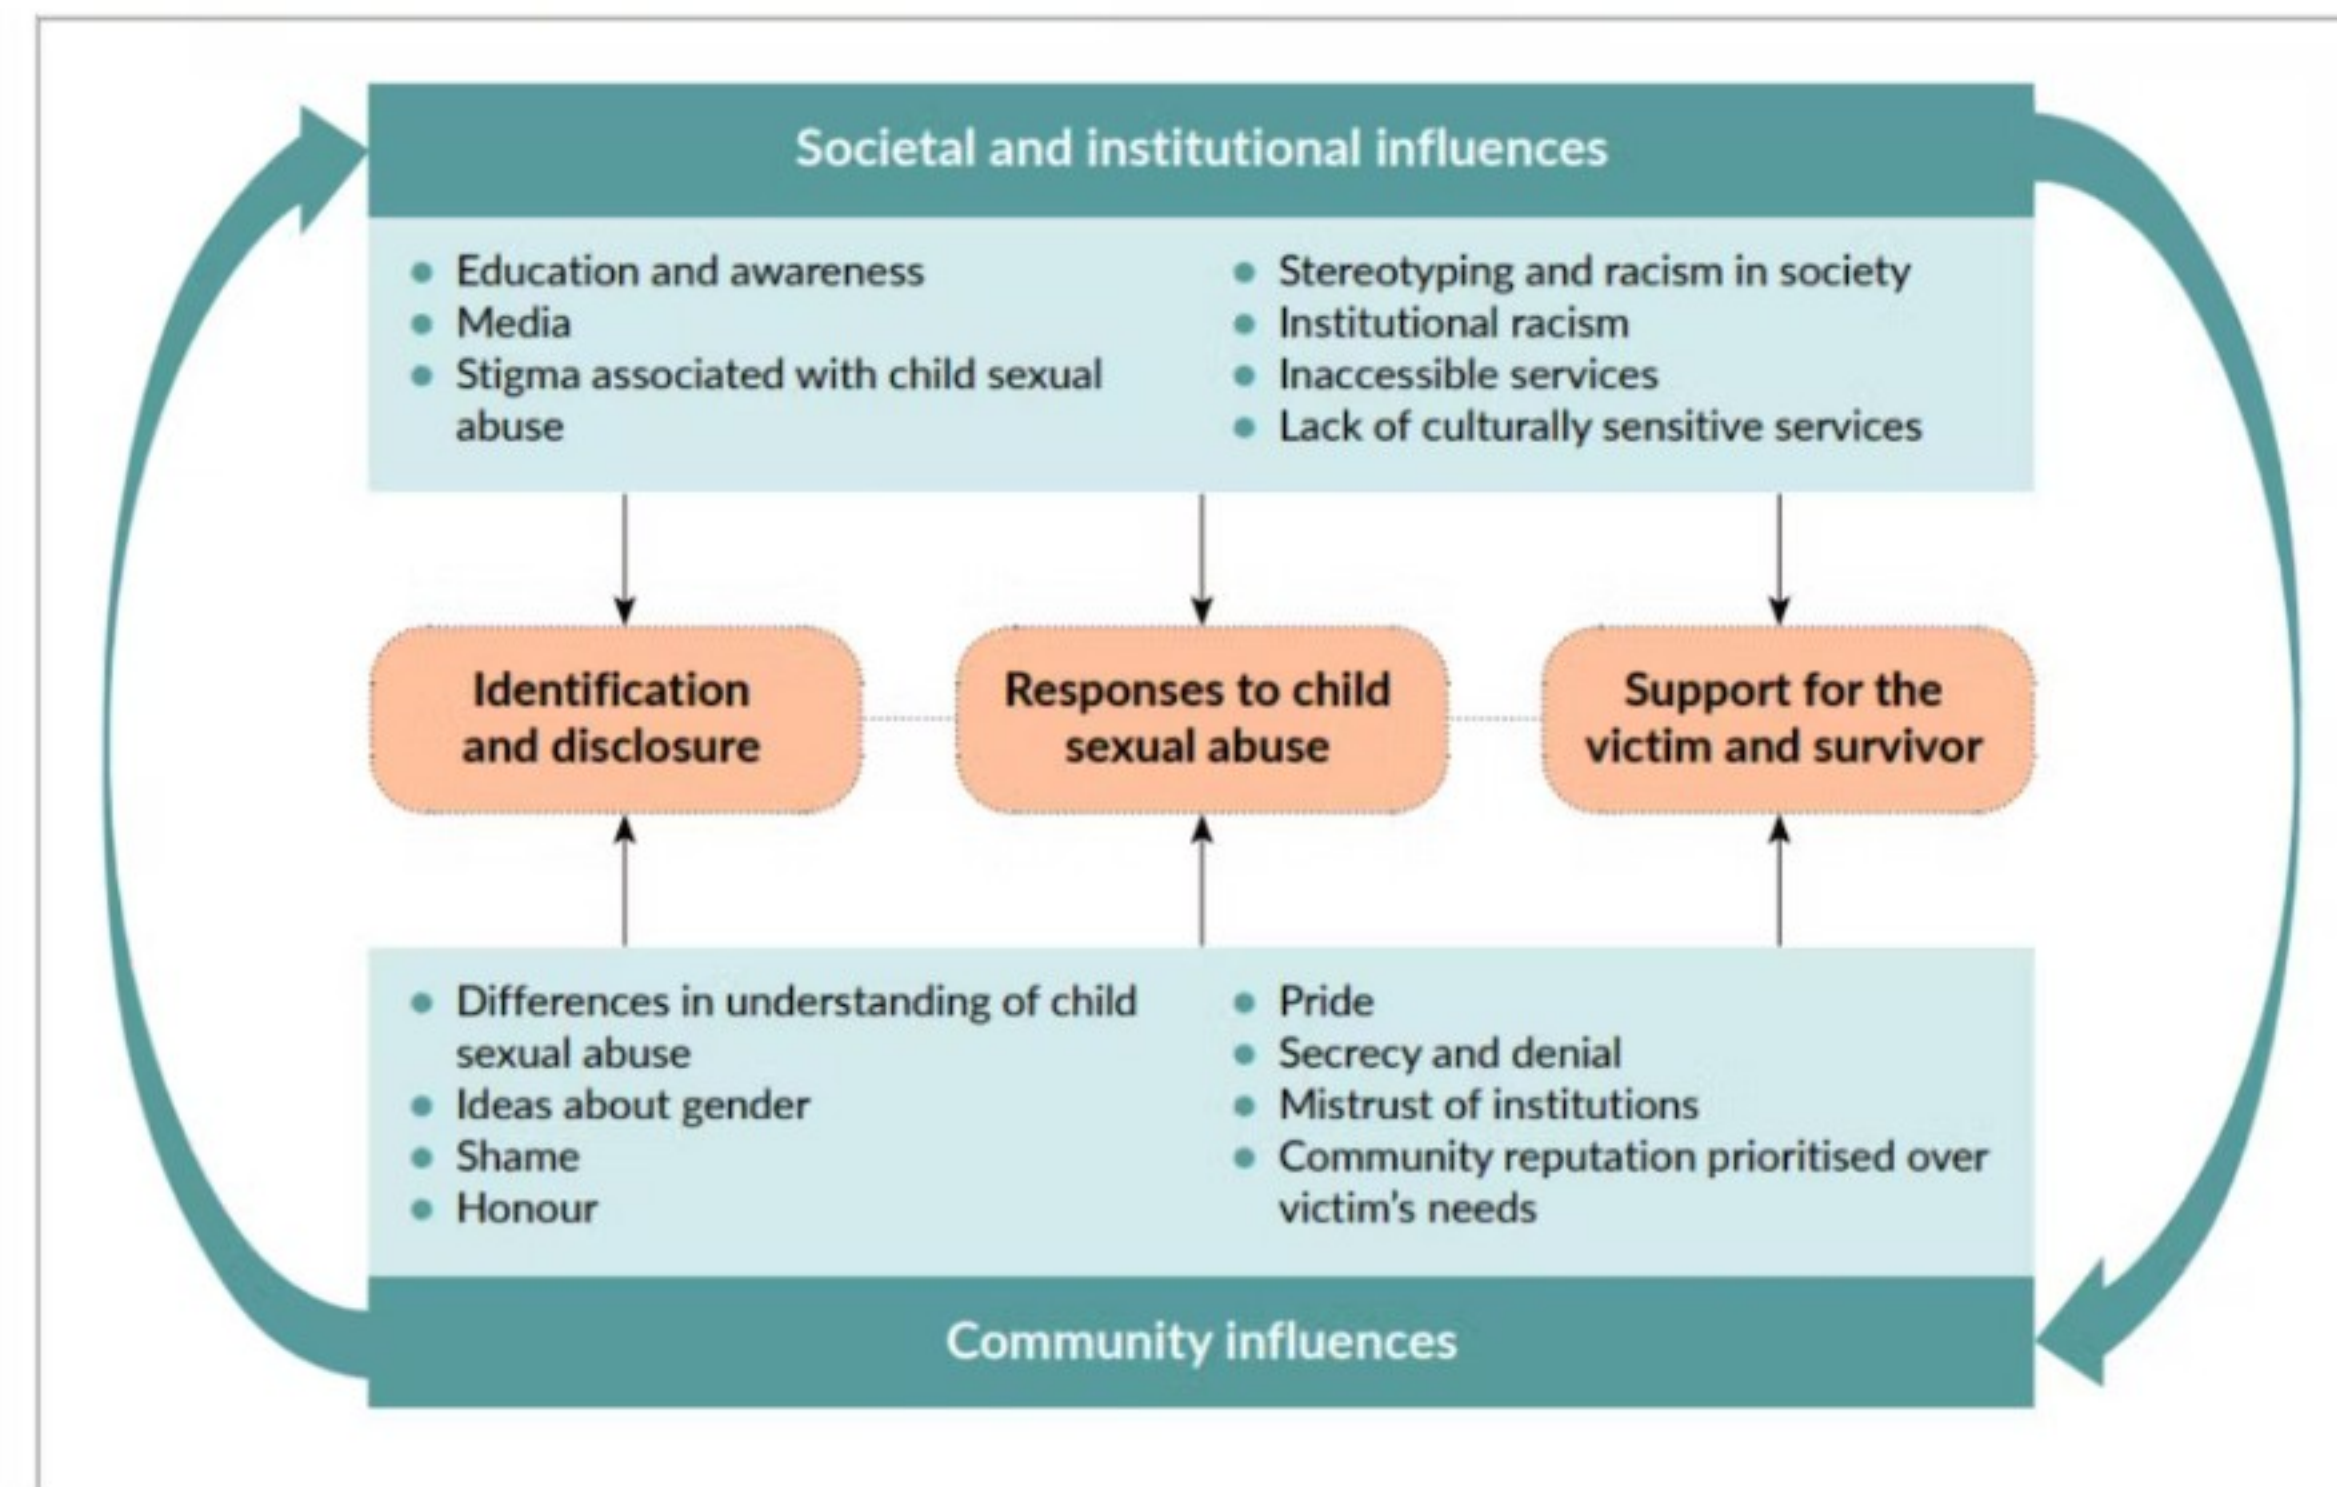 Societal and institutional influences
Education and awareness
Media
Stigma associated with child sexual
abuse
Stereotyping and racism in society
Institutional racism
Inaccessible services
Lack of culturally sensitive services
Identification
and disclosure
Responses to child
sexual abuse
Support for the
victim and survivor
Differences in understanding of child
sexual abuse
Ideas about gender
Shame
Honour
Pride
Secrecy and denial
Mistrust of institutions
Community reputation prioritised over
victim's needs
Community influences